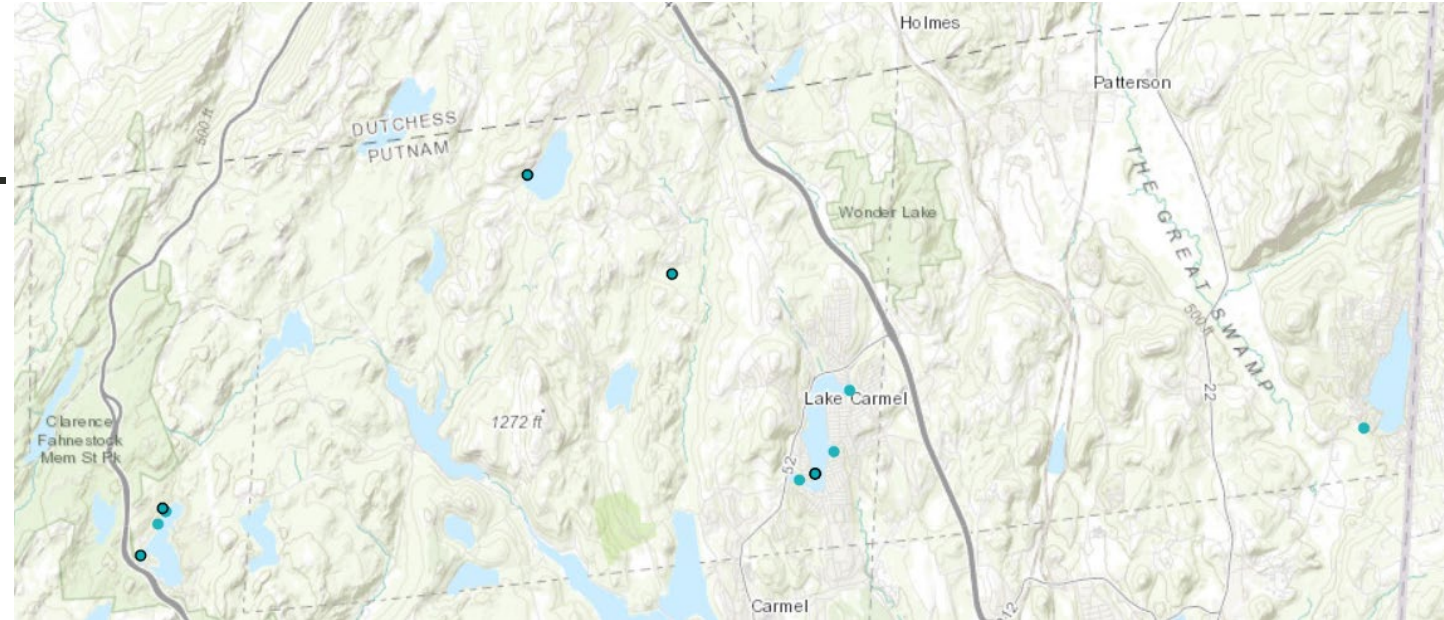 Holmes
Patterson
500 ft
DUTCHESS
PUTNAM
THE GREAT SWAMP
Wonder Lake
500 ft
22
Lake Carmel
Clarence
Fahnestock
Mem St Pk
1272 ft
52
Carmel